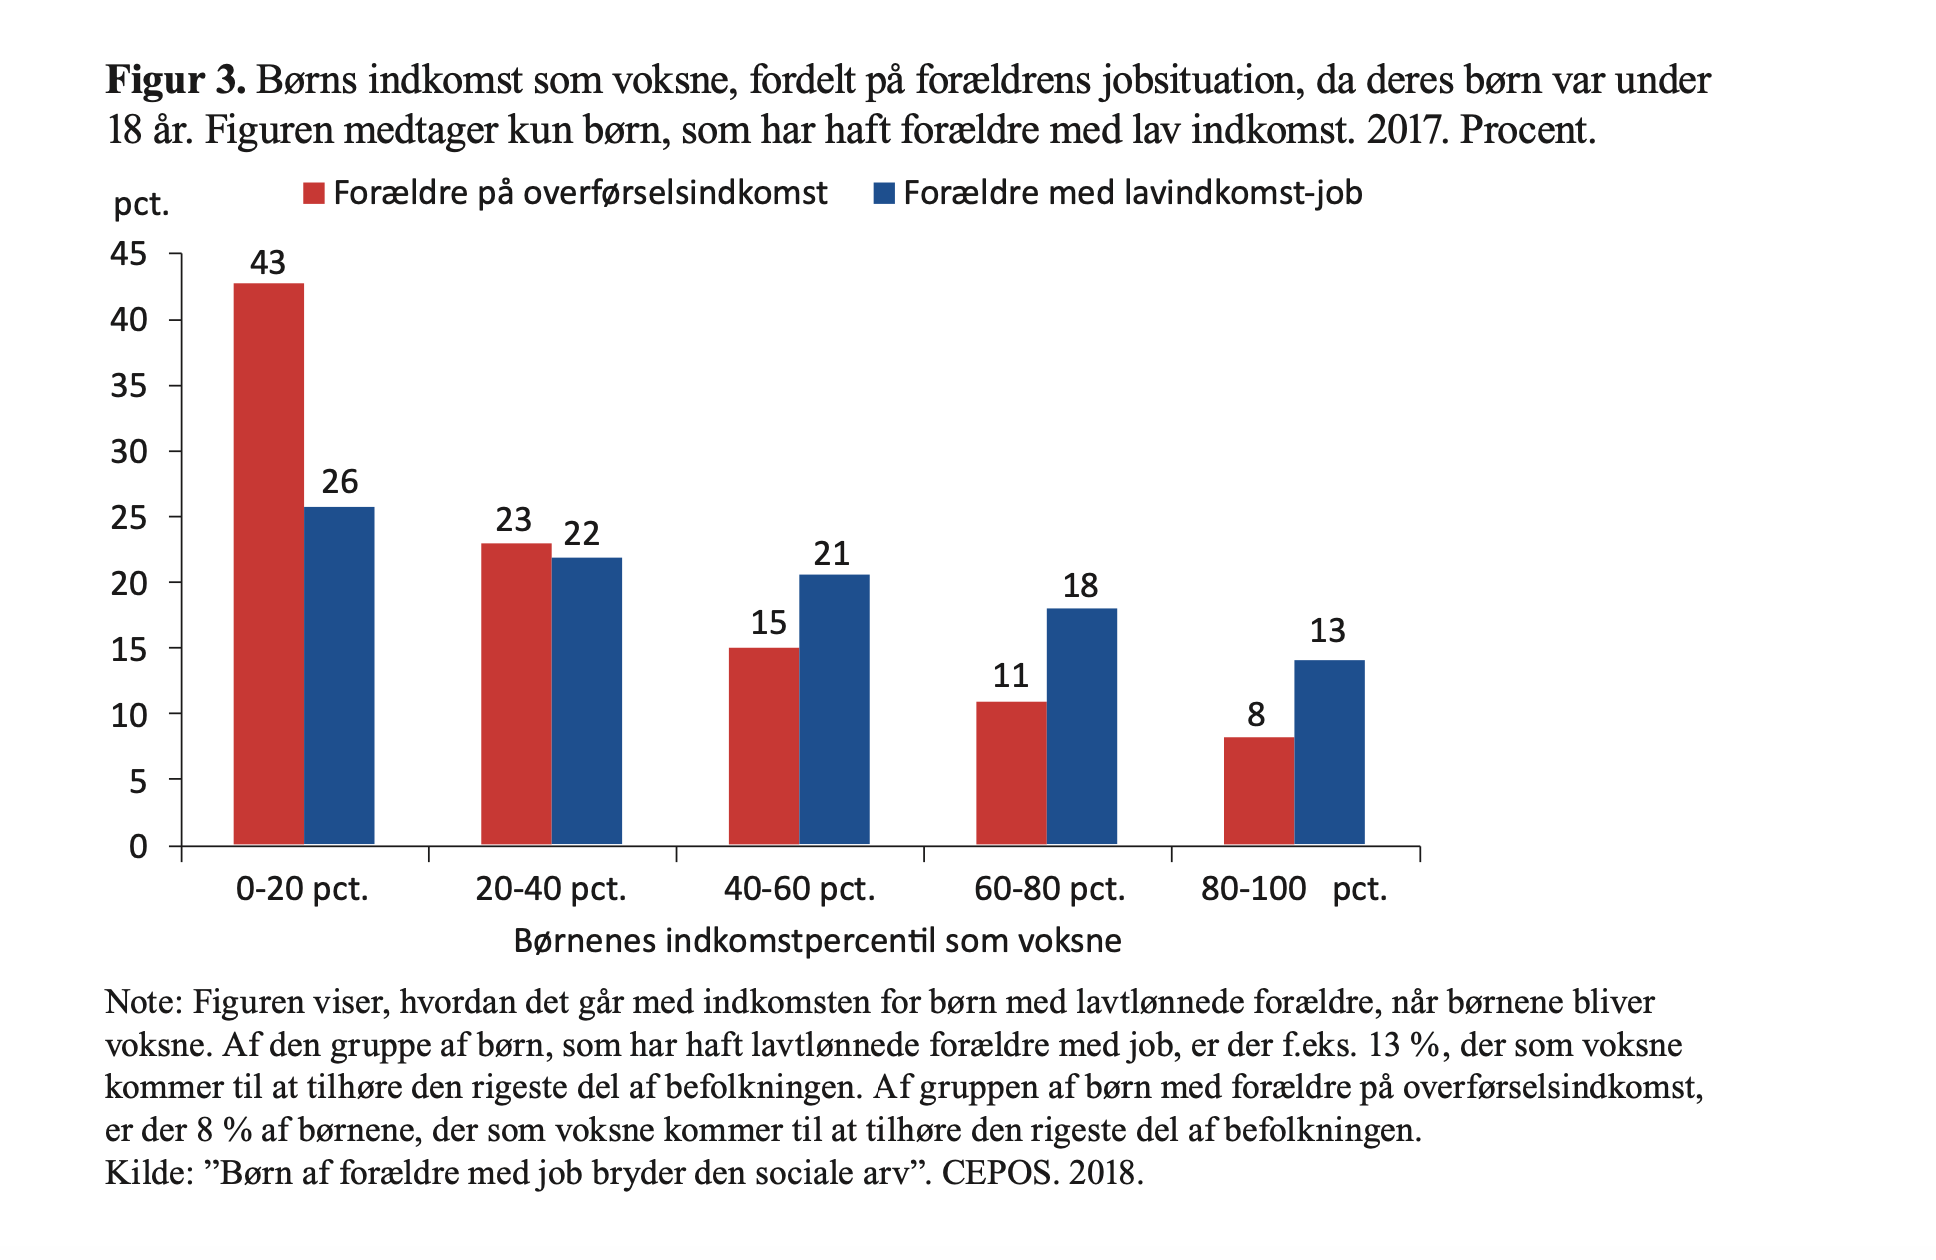 Figur 3. Børns indkomst som voksne, fordelt på forældrens jobsituation, da deres børn var under
18 år. Figuren medtager kun børn, som har haft forældre med lav indkomst. 2017. Procent.
pct.
Forældre på overførselsindkomst
Forældre med lavindkomst-job
45
40
35
30
25
20
15
10
5
0
43
26
23
22
15
21
11
18
8
13
0-20 pct.
20-40 pct.
40-60 pct.
60-80 pct.
80-100 pct.
Børnenes indkomstpercentil som voksne
Note: Figuren viser, hvordan det går med indkomsten for børn med lavtlønnede forældre, når børnene bliver
voksne. Af den gruppe af børn, som har haft lavtlønnede forældre med job, er der f.eks. 13 %, der som voksne
kommer til at tilhøre den rigeste del af befolkningen. Af gruppen af børn med forældre på overførselsindkomst,
er der 8 % af børnene, der som voksne kommer til at tilhøre den rigeste del af befolkningen.
Kilde: ”Børn af forældre med job bryder den sociale arv”. CEPOS. 2018.